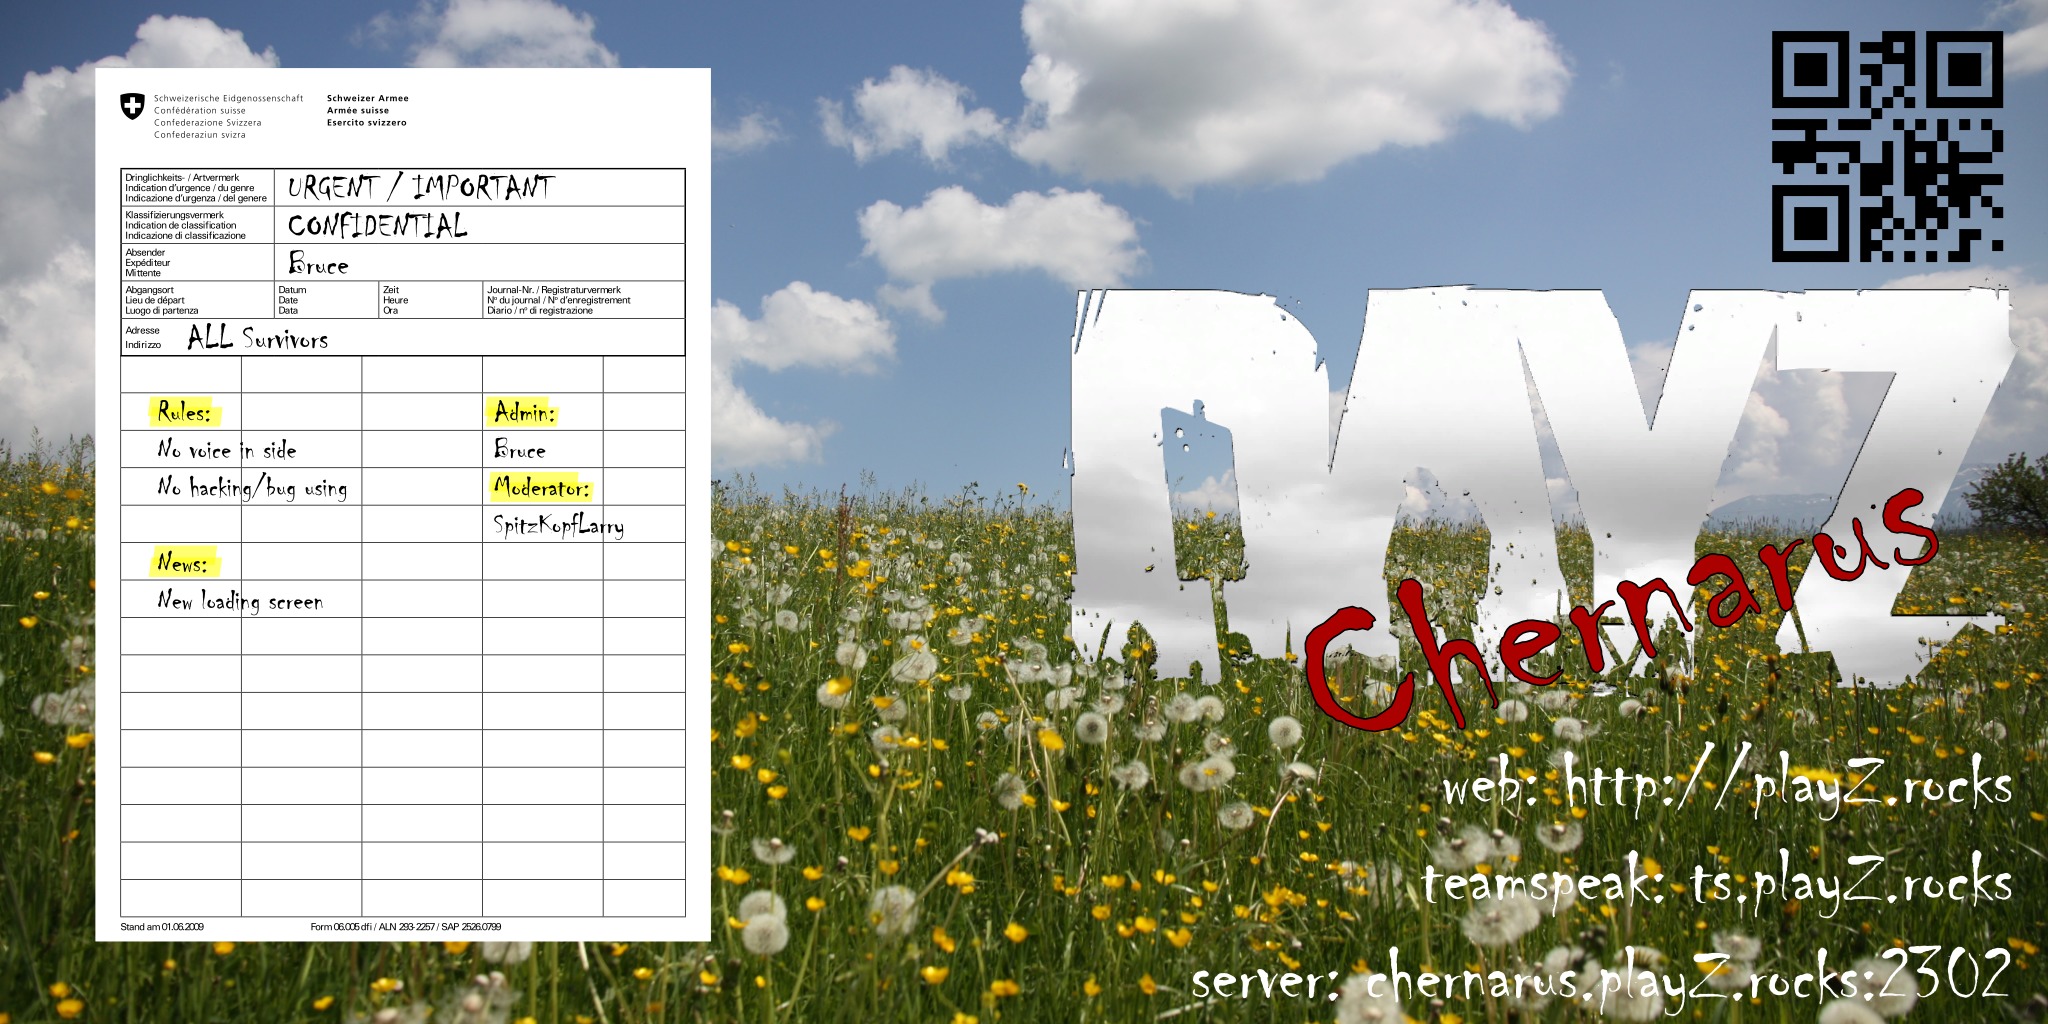 Schweizerische Eidgenossenschaft
Confédération suisse
Confederazione Svizzera
Confederaziun svizra
Schweizer Armee
Armée suisse
Esercito svizzero
Dringlichkeits- / Artvermerk
Indication d'urgence / du genre
Indicazione d'urgenza / del genere
URGENT / IMPORTANT
Klassifizierungsvermerk
Indication de classification
Indicazione di classificazione
CONFIDENTIAL
Absender
Expéditeur
Mittente
Bruce
Abgangsort
Lieu de départ
Luogo di partenza
Datum
Date
Data
Zeit
Heure
Ora
Journal-Nr. / Registraturvermerk
N° du journal / N° d'enregistrement
Diario / n° di registrazione
Adresse
Indirizzo
ALL Survivors
Rules:
No voice in side
No hacking/bug using
Admin:
Bruce
Moderator:
SpitzKopfLarry
News:
New loading screen
Stand am 01.06.2009
Form 06.005 dfi / ALN 293-2257 / SAP 2526.0799
DAYZ
Chernarus
web: http://playZ.rocks
teamspeak: ts.playZ.rocks
server: chernarus.playZ.rocks:2302